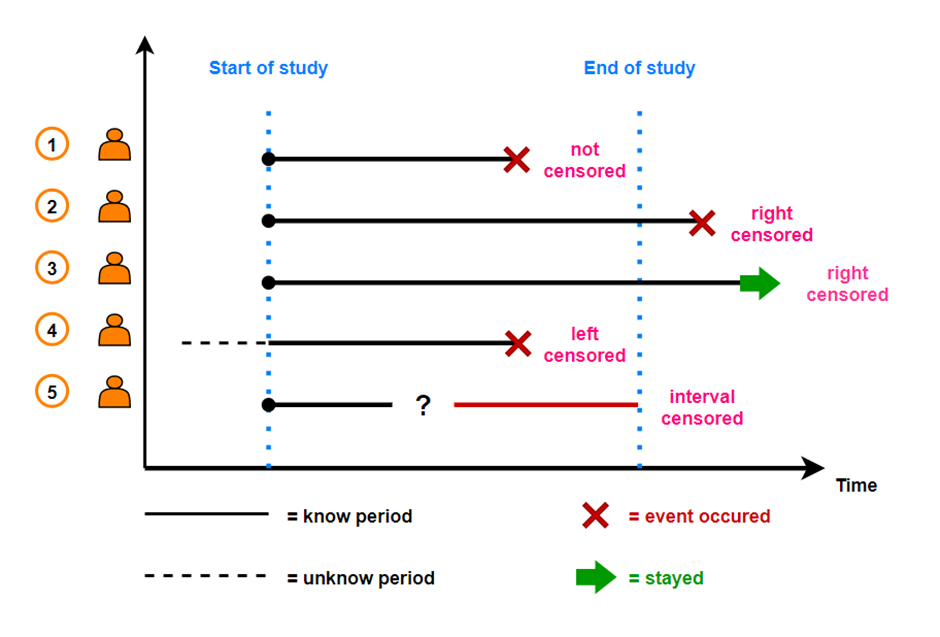 Start of study
End of study
1
not
censored
2
right
censored
3
right
censored
4
left
censored
5
?
interval
censored
Time
= know period
= event occured
= unknow period
= stayed